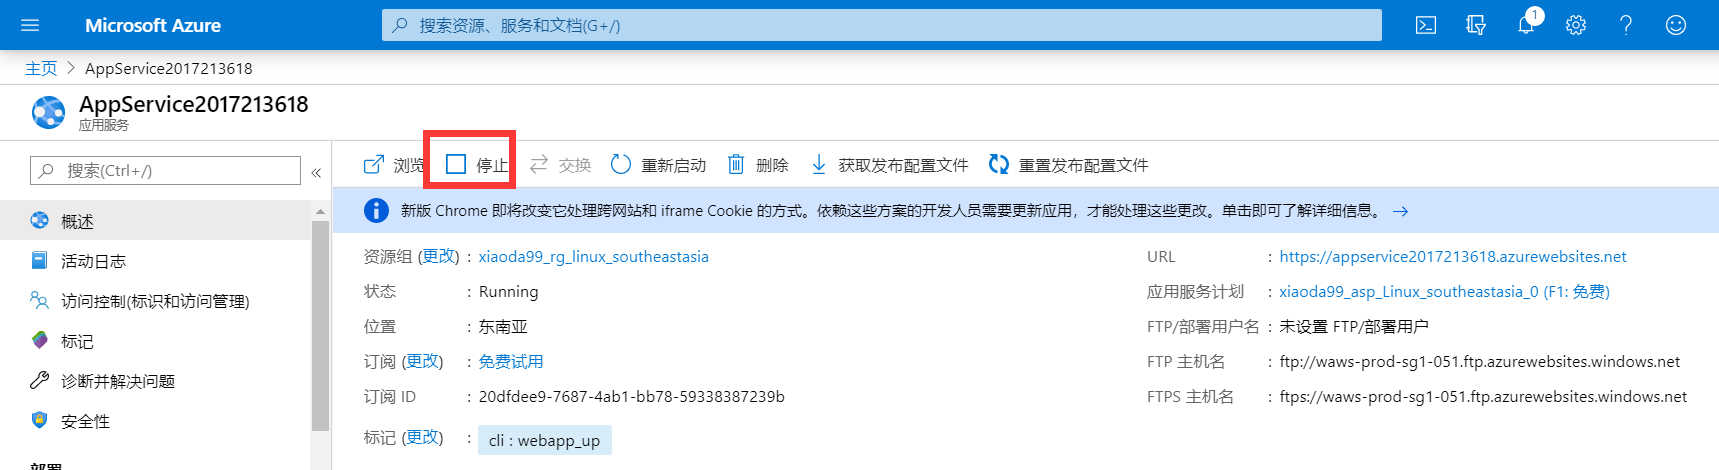 Microsoft Azure
搜索资源、服务和文档(G+/)
1
主页 > AppService2017213618
AppService2017213618
应用服务
搜索(Ctrl+/)
«
概述
活动日志
访问控制(标识和访问管理)
标记
诊断并解决问题
安全性
部署
浏览 停止 交换 重新启动 删除 获取发布配置文件 重置发布配置文件
新版 Chrome 即将改变它处理跨网站和 iframe Cookie 的方式。依赖这些方案的开发人员需要更新应用，才能处理这些更改。单击即可了解详细信息。 →
资源组 (更改) : xiaoda99_rg_linux_southeastasia
状态 : Running
位置 : 东南亚
订阅 (更改) : 免费试用
订阅 ID : 20dfdee9-7687-4ab1-bb78-59338387239b
标记 (更改) : cli : webapp_up
URL : https://appservice2017213618.azurewebsites.net
应用服务计划 : xiaoda99_asp_Linux_southeastasia_0 (F1: 免费)
FTP/部署用户名 : 未设置 FTP/部署用户
FTP 主机名 : ftp://waws-prod-sg1-051.ftp.azurewebsites.windows.net
FTPS 主机名 : ftps://waws-prod-sg1-051.ftp.azurewebsites.windows.net